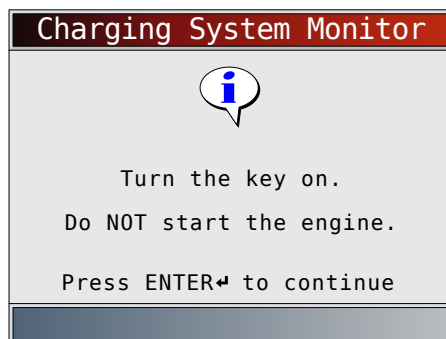 Charging System Monitor
i
Turn the key on.
Do NOT start the engine.
Press ENTER↵ to continue